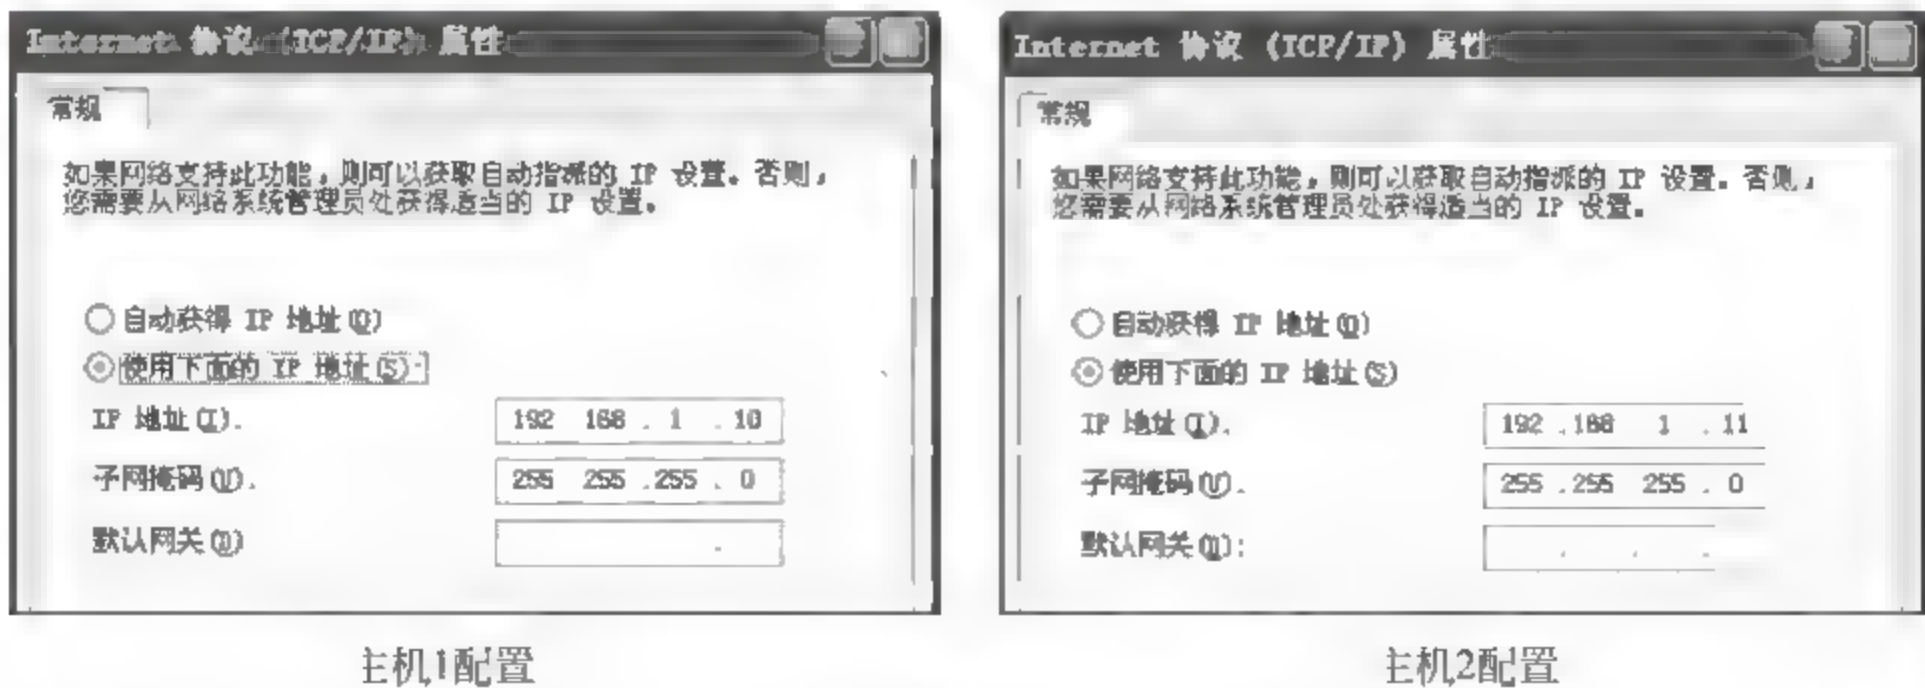 Internet 协议 (TCP/IP) 属性
常规
如果网络支持此功能，则可以获取自动指派的 IP 设置。否则，
您需要从网络系统管理员处获得适当的 IP 设置。
自动获得 IP 地址(O)
使用下面的 IP 地址(S)
IP 地址(I).
192 168 . 1 . 10
子网掩码(U).
255 255 .255 . 0
默认网关(D)
主机1配置
Internet 协议 (TCP/IP) 属性
常规
如果网络支持此功能，则可以获取自动指派的 IP 设置。否则，
您需要从网络系统管理员处获得适当的 IP 设置。
自动获得 IP 地址(O)
使用下面的 IP 地址(S)
IP 地址(I).
192 .168 1 . 11
子网掩码(U).
255 .255 255 . 0
默认网关(D):
主机2配置